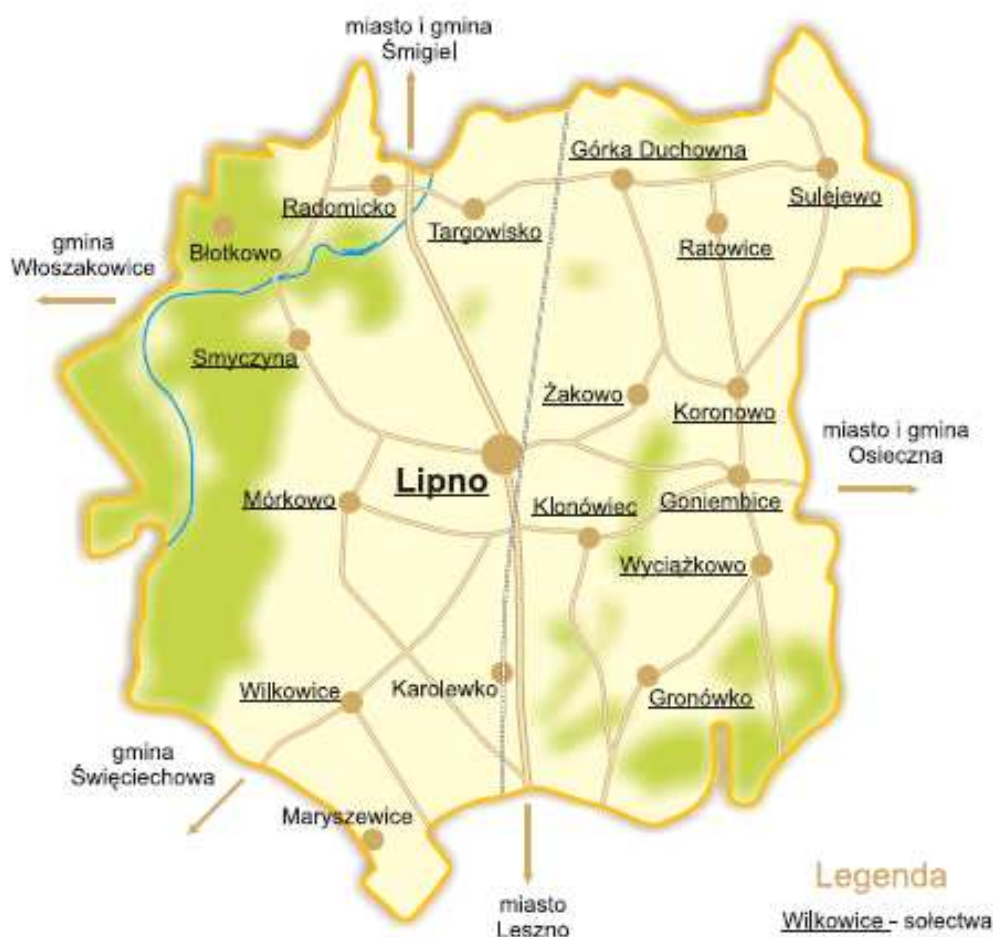 miasto i gmina
Śmigiel
Górka Duchowna
Radomicko
Sulejewo
Targowisko
Ratowice
Błotkowo
gmina
Włoszakowice
Smyczyna
Żakowo
Koronowo
miasto i gmina
Osieczna
Lipno
Mórkowo
Klonówiec
Goniembice
Wyciążkowo
Wilkowice
Karolewko
Gronówko
gmina
Święciechowa
Maryszewice
miasto
Leszno
Legenda
Wilkowice - sołectwa